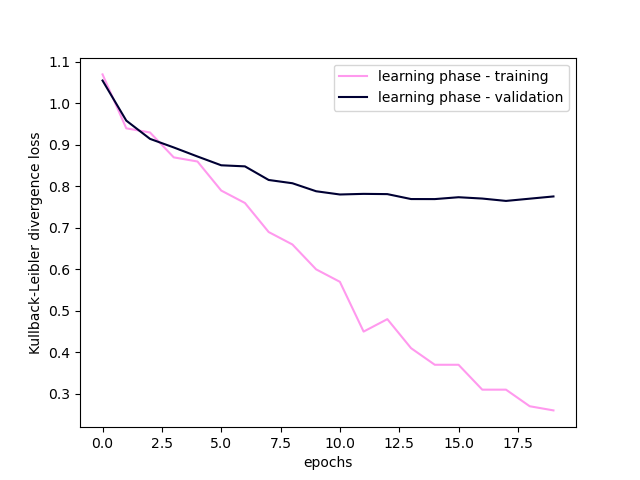 1.1
1.0
0.9
0.8
0.7
0.6
0.5
0.4
0.3
Kullback-Leibler divergence loss
learning phase - training
learning phase - validation
0.0 2.5 5.0 7.5 10.0 12.5 15.0 17.5
epochs